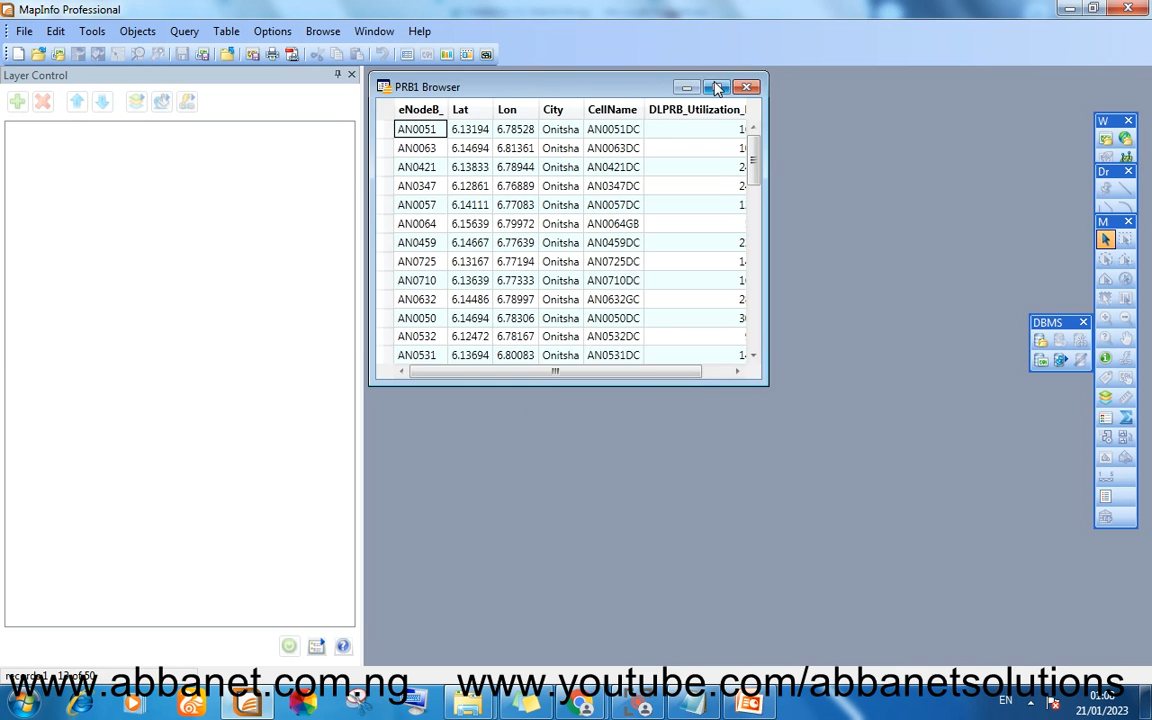 MapInfo Professional
File Edit Tools Objects Query Table Options Browse Window Help
Layer Control
PRB1 Browser
W
Dr
M
DBMS
eNodeB_ Lat Lon City CellName DLPRB_Utilization_
AN0051 6.13194 6.78528 Onitsha AN0051DC
AN0063 6.14694 6.81361 Onitsha AN0063DC
AN0421 6.13833 6.78944 Onitsha AN0421DC
AN0347 6.12861 6.76889 Onitsha AN0347DC
AN0057 6.14111 6.77083 Onitsha AN0057DC
AN0064 6.15639 6.79972 Onitsha AN0064GB
AN0459 6.14667 6.77639 Onitsha AN0459DC
AN0725 6.13167 6.77194 Onitsha AN0725DC
AN0710 6.13639 6.77333 Onitsha AN0710DC
AN0632 6.14486 6.78997 Onitsha AN0632GC
AN0050 6.14694 6.78306 Onitsha AN0050DC
AN0532 6.12472 6.78167 Onitsha AN0532DC
AN0531 6.13694 6.80083 Onitsha AN0531DC
records 1 - 13 of 50
www.abbanet.com.ng www.youtube.com/abbanetsolutions
EN
21/01/2023